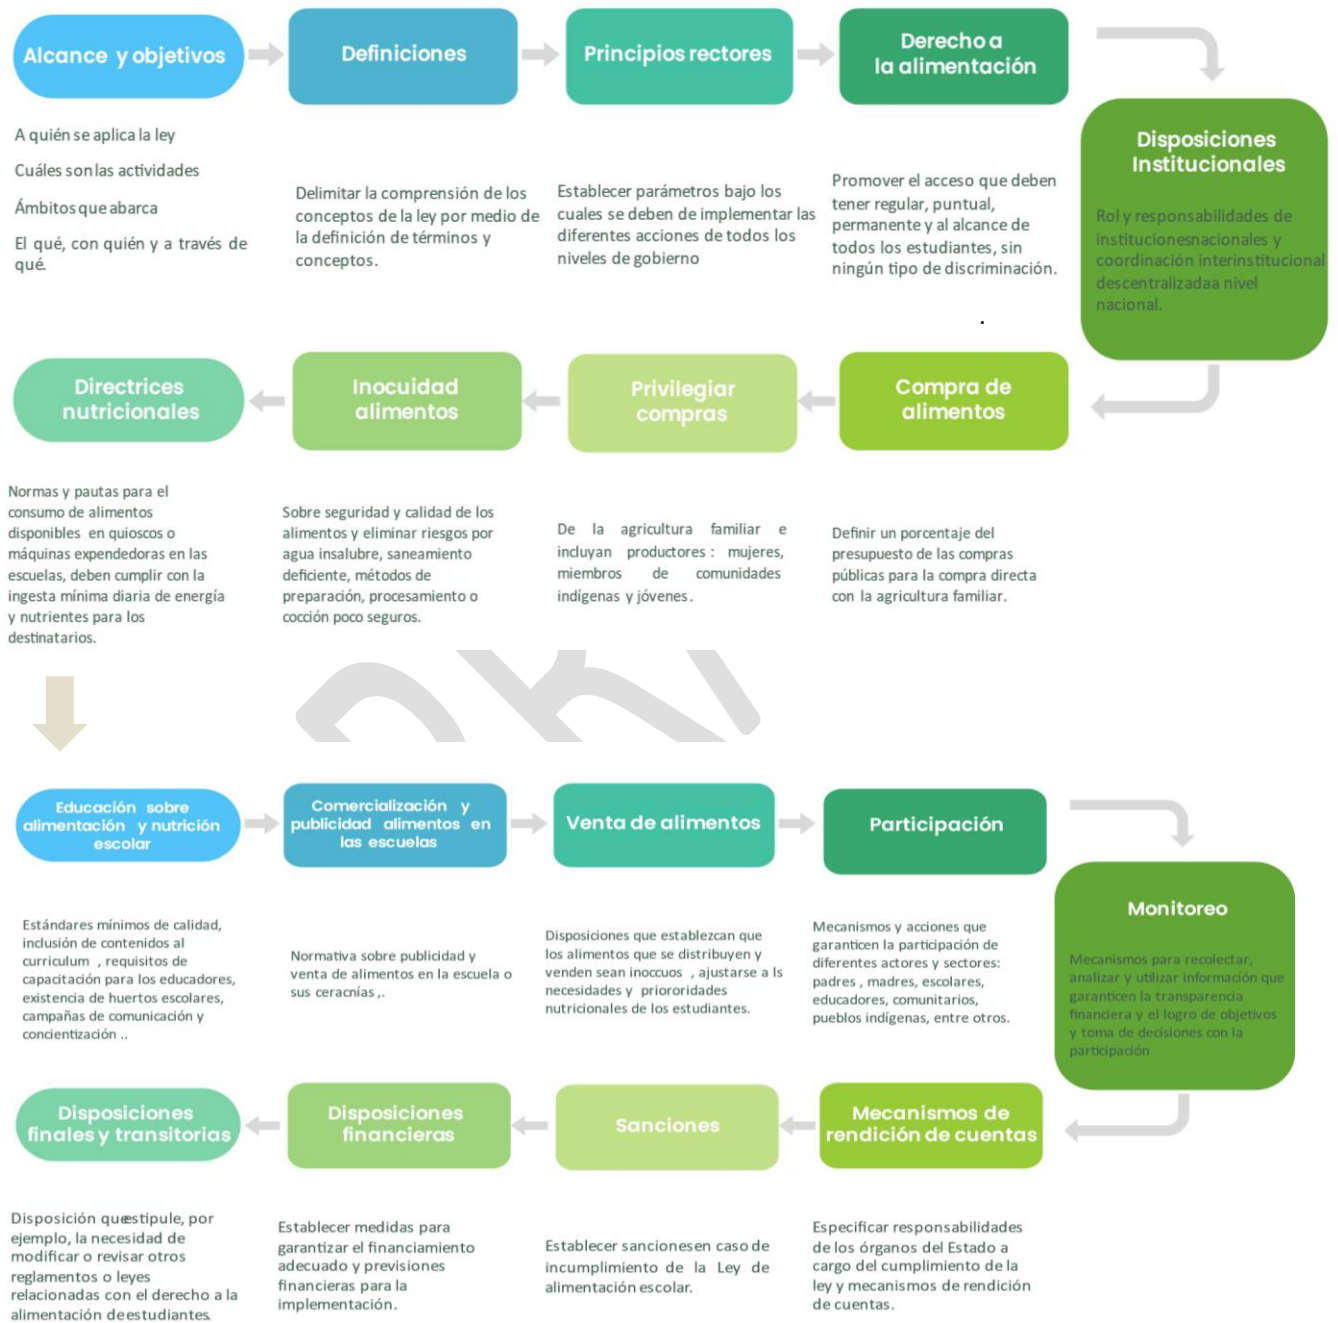 Alcance y objetivos
A quién se aplica la ley
Cuáles son las actividades
Ámbitos que abarca
El qué, con quién y a través de
qué.
Definiciones
Delimitar la comprensión de los
conceptos de la ley por medio de
la definición de términos y
conceptos.
Principios rectores
Establecer parámetros bajo los
cuales se deben de implementar las
diferentes acciones de todos los
niveles de gobierno
Derecho a
la alimentación
Promover el acceso que deben
tener regular, puntual,
permanente y al alcance de
todos los estudiantes, sin
ningún tipo de discriminación.
.
Disposiciones
Institucionales
Rol y responsabilidades de
institucionesnacionales y
coordinación interinstitucional
descentralizadaa nivel
nacional.
Compra de
alimentos
Definir un porcentaje del
presupuesto de las compras
públicas para la compra directa
con la agricultura familiar.
Privilegiar
compras
De la agricultura familiar e
incluyan productores : mujeres,
miembros de comunidades
indígenas y jóvenes.
Inocuidad
alimentos
Sobre seguridad y calidad de los
alimentos y eliminar riesgos por
agua insalubre, saneamiento
deficiente, métodos de
preparación, procesamiento o
cocción poco seguros.
Directrices
nutricionales
Normas y pautas para el
consumo de alimentos
disponibles en quioscos o
máquinas expendedoras en las
escuelas, deben cumplir con la
ingesta mínima diaria de energía
y nutrientes para los
destinatarios.
Educación sobre
alimentación y nutrición
escolar
Estándares mínimos de calidad,
inclusión de contenidos al
curriculum , requisitos de
capacitación para los educadores,
existencia de huertos escolares,
campañas de comunicación y
concientización ..
Comercialización y
publicidad alimentos en
las escuelas
Normativa sobre publicidad y
venta de alimentos en la escuela o
sus ceracnías ,.
Venta de alimentos
Disposiciones que establezcan que
los alimentos que se distribuyen y
venden sean inoccuos , ajustarse a ls
necesidades y priororidades
nutricionales de los estudiantes.
Participación
Mecanismos y acciones que
garanticen la participación de
diferentes actores y sectores:
padres , madres, escolares,
educadores, comunitarios,
pueblos indígenas, entre otros.
Monitoreo
Mecanismos para recolectar,
analizar y utilizar información que
garanticen la transparencia
financiera y el logro de objetivos
y toma de decisiones con la
participación
Mecanismos de
rendición de cuentas
Especificar responsabilidades
de los órganos del Estado a
cargo del cumplimiento de la
ley y mecanismos de rendición
de cuentas.
Sanciones
Establecer sancionesen caso de
incumplimiento de la Ley de
alimentación escolar.
Disposiciones
financieras
Establecer medidas para
garantizar el financiamiento
adecuado y previsiones
financieras para la
implementación.
Disposiciones
finales y transitorias
Disposición questipule, por
ejemplo, la necesidad de
modificar o revisar otros
reglamentos o leyes
relacionadas con el derecho a la
alimentación deestudiantes.